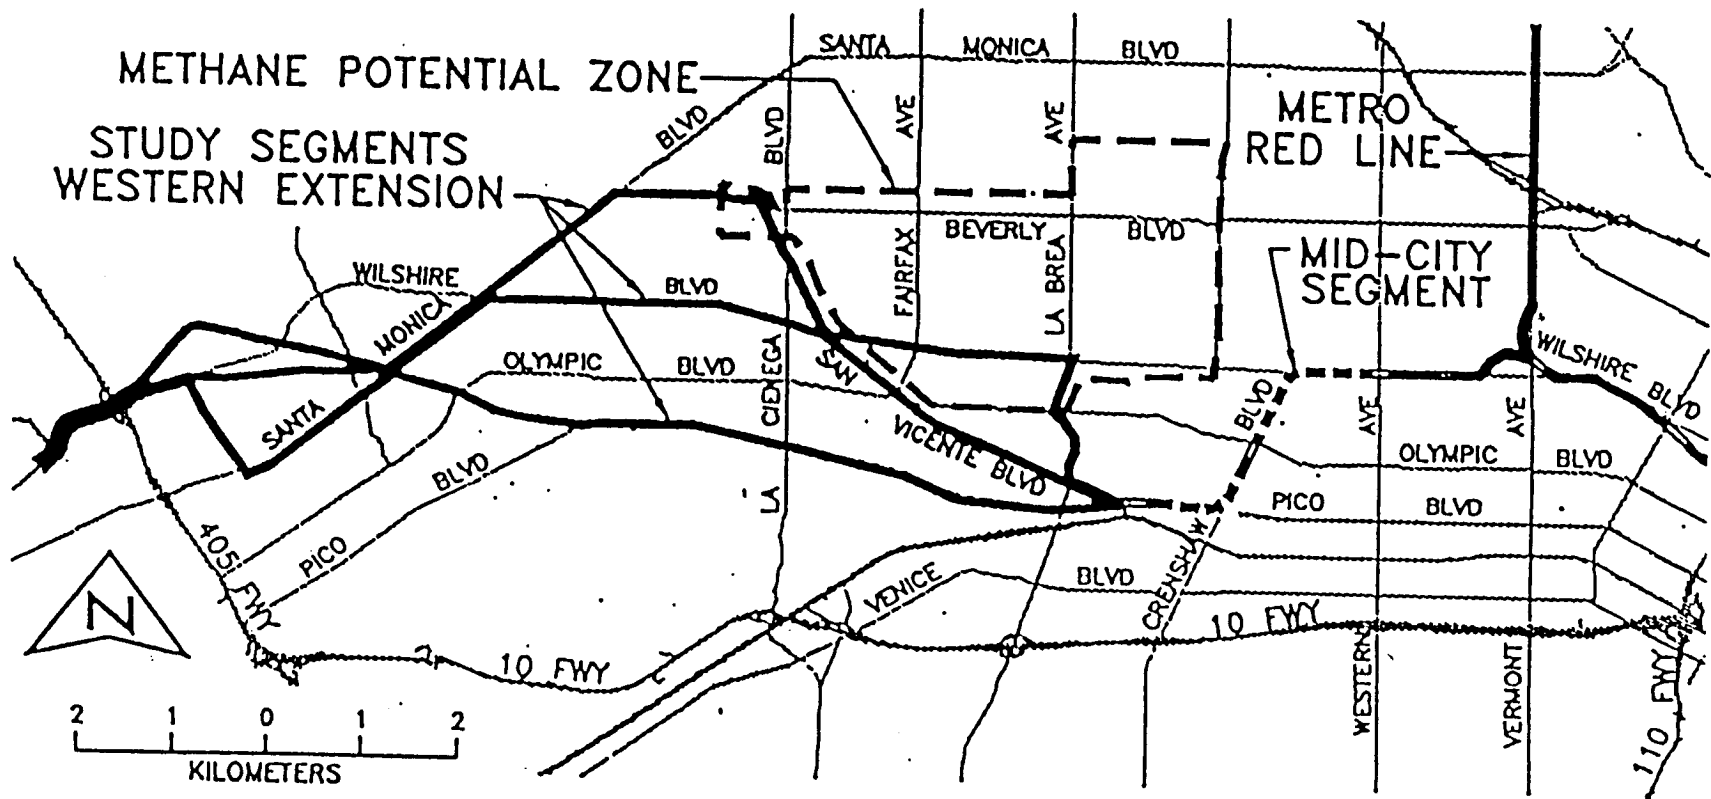 SANTA MONICA BLVD
METHANE POTENTIAL ZONE
BLVD
BLVD
AVE
AVE
METRO
RED LINE
STUDY SEGMENTS
WESTERN EXTENSION
BEVERLY BLVD
MID-CITY
SEGMENT
WILSHIRE BLVD
FAIRFAX
LA BREA
SANTA MONICA
OLYMPIC BLVD
LA CIENEGA
SAN VICENTE BLVD
WILSHIRE BLVD
BLVD
AVE
AVE
OLYMPIC BLVD
PICO BLVD
PICO BLVD
405 FWY
CRENSHAW
VENICE BLVD
10 FWY
10 FWY
WESTERN
VERMONT
110 FWY
N
2 1 0 1 2
KILOMETERS